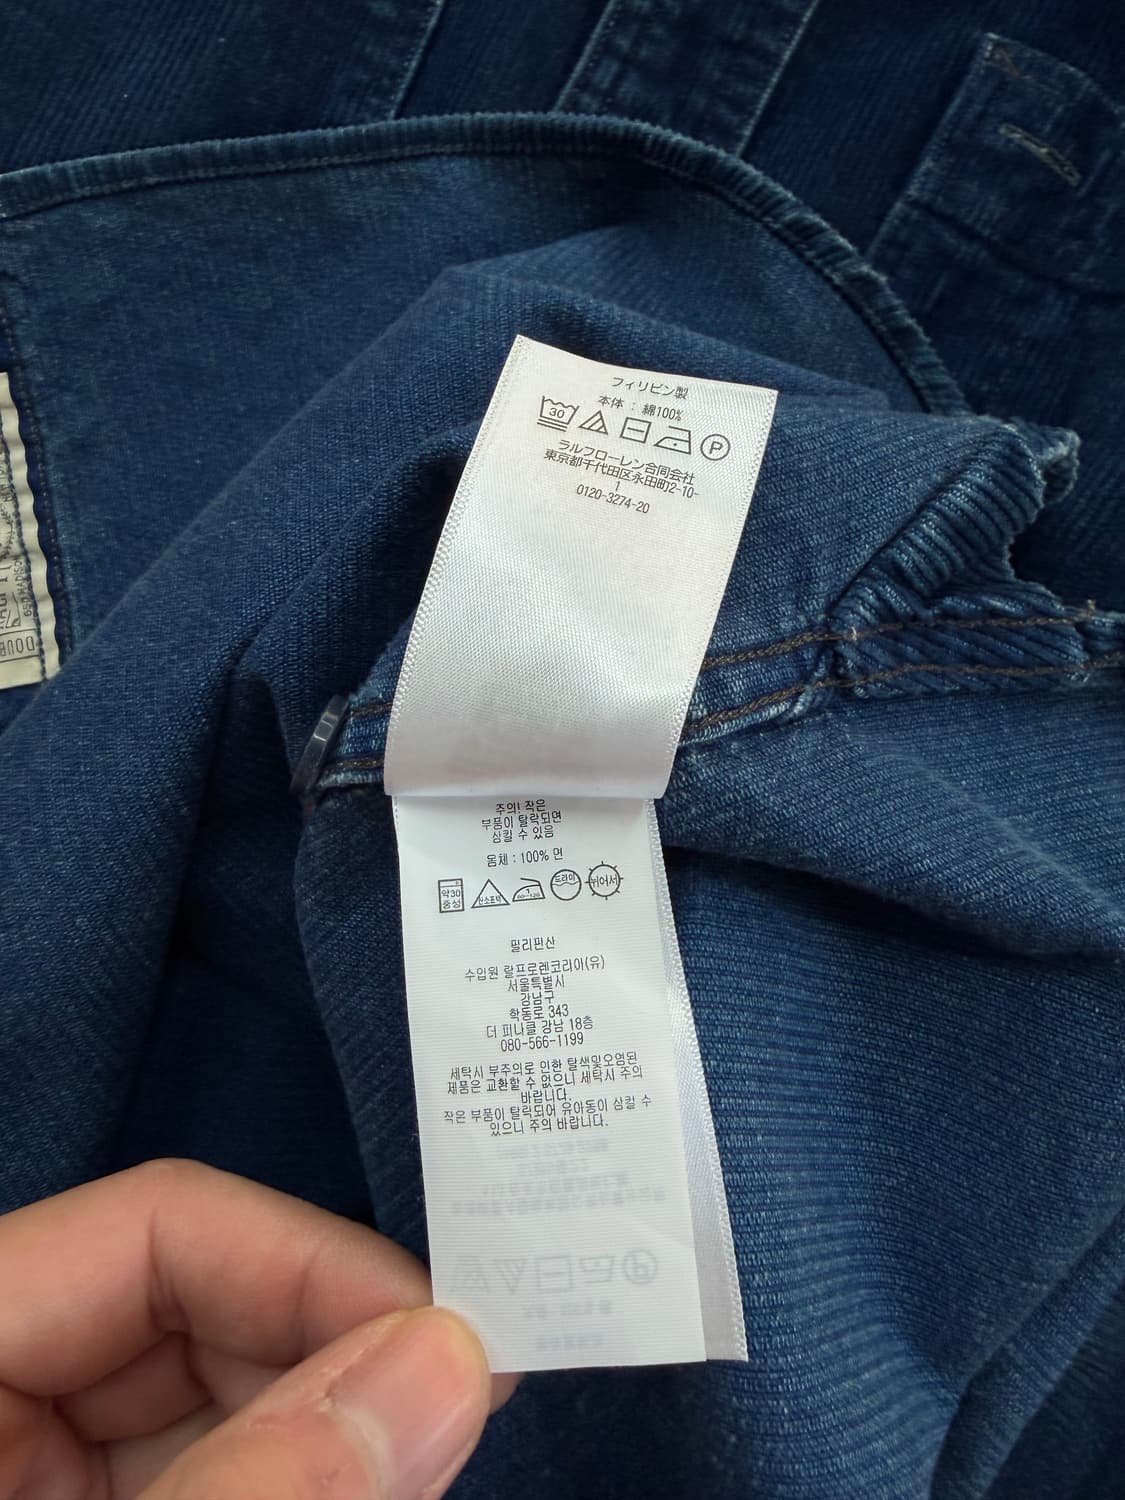 フィリピン製
本体 : 綿100%
30
P
ラルフローレン合同会社
東京都千代田区永田町2-10-
1
0120-3274-20
주의! 작은
부품이 탈락되면
삼킬 수 있음
몸체 : 100% 면
약30
중성
산소표백
드라이
뉘어서
필리핀산
수입원 랄프로렌코리아(유)
서울특별시
강남구
학동로 343
더 피나클 강남 18층
080-566-1199
세탁시 부주의로 인한 탈색및오염된
제품은 교환할 수 없으니 세탁시 주의
바랍니다.
작은 부품이 탈락되어 유아동이 삼킬 수
있으니 주의 바랍니다.